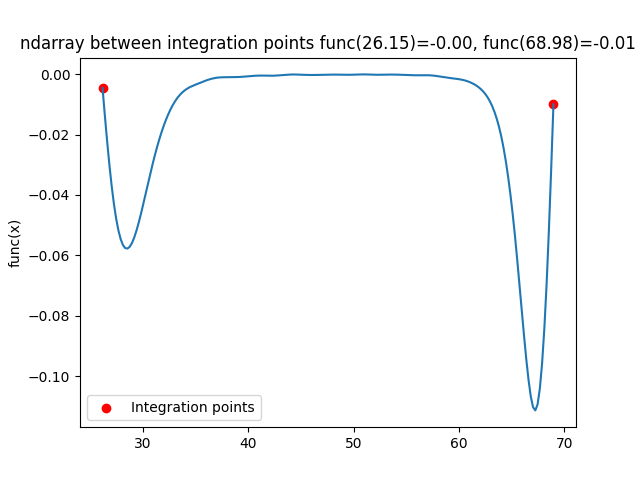 ndarray between integration points func(26.15)=-0.00, func(68.98)=-0.01
0.00
−0.02
−0.04
−0.06
−0.08
−0.10
func(x)
Integration points
30 40 50 60 70